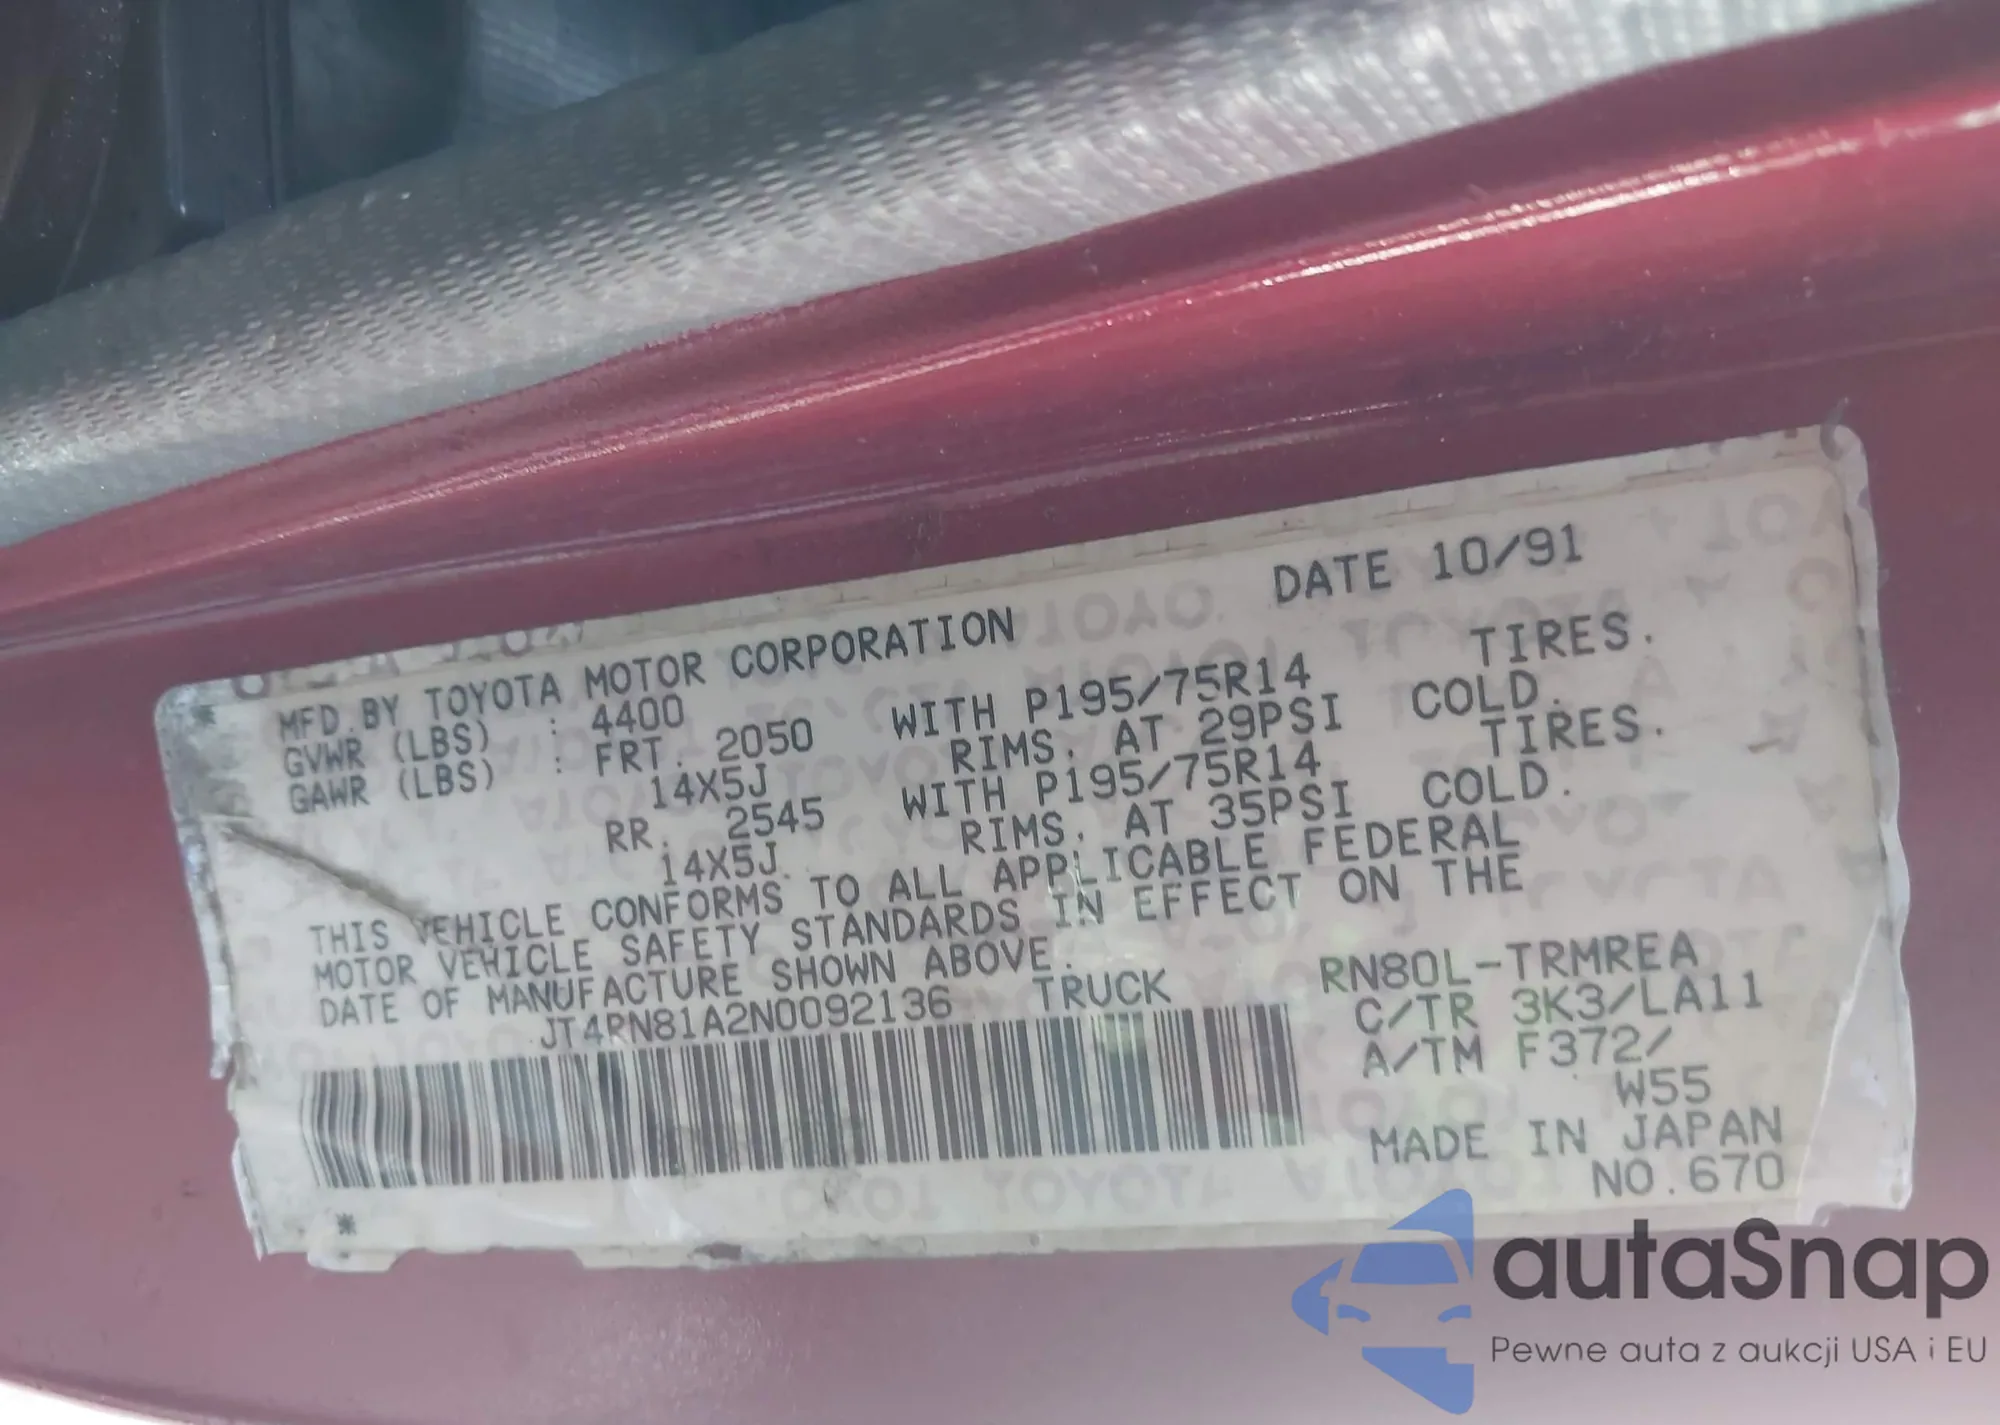 MFD.BY TOYOTA MOTOR CORPORATION DATE 10/91
GVWR (LBS) : 4400
GAWR (LBS) : FRT. 2050 WITH P195/75R14 TIRES.
14X5J RIMS. AT 29PSI COLD.
RR. 2545 WITH P195/75R14 TIRES.
14X5J RIMS. AT 35PSI COLD.
THIS VEHICLE CONFORMS TO ALL APPLICABLE FEDERAL
MOTOR VEHICLE SAFETY STANDARDS IN EFFECT ON THE
DATE OF MANUFACTURE SHOWN ABOVE.
JT4RN81A2N0092136 TRUCK
RN80L-TRMREA
C/TR 3K3/LA11
A/TM F372/
W55
MADE IN JAPAN
NO.670
autaSnap
Pewne auta z aukcji USA i EU